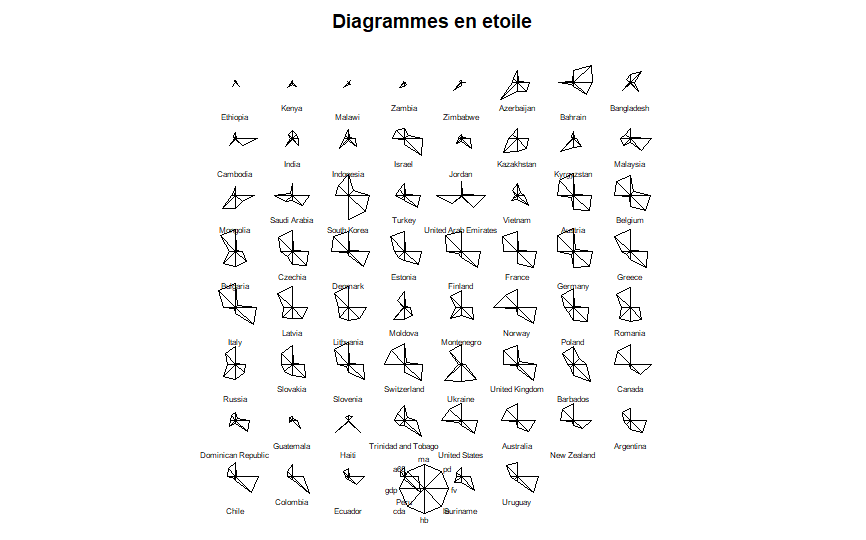 Diagrammes en etoile
Ethiopia
Kenya
Malawi
Zambia
Zimbabwe
Azerbaijan
Bahrain
Bangladesh
Cambodia
India
Indonesia
Israel
Jordan
Kazakhstan
Kyrgyzstan
Malaysia
Mongolia
Saudi Arabia
South Korea
Turkey
United Arab Emirates
Vietnam
Austria
Belgium
Bulgaria
Czechia
Denmark
Estonia
Finland
France
Germany
Greece
Italy
Latvia
Lithuania
Moldova
Montenegro
Norway
Poland
Romania
Russia
Slovakia
Slovenia
Switzerland
Ukraine
United Kingdom
Barbados
Canada
Dominican Republic
Guatemala
Haiti
Trinidad and Tobago
United States
Australia
New Zealand
Argentina
Chile
Colombia
Ecuador
Peru
Suriname
Uruguay
ma
pd
fv
hb
cda
gdp